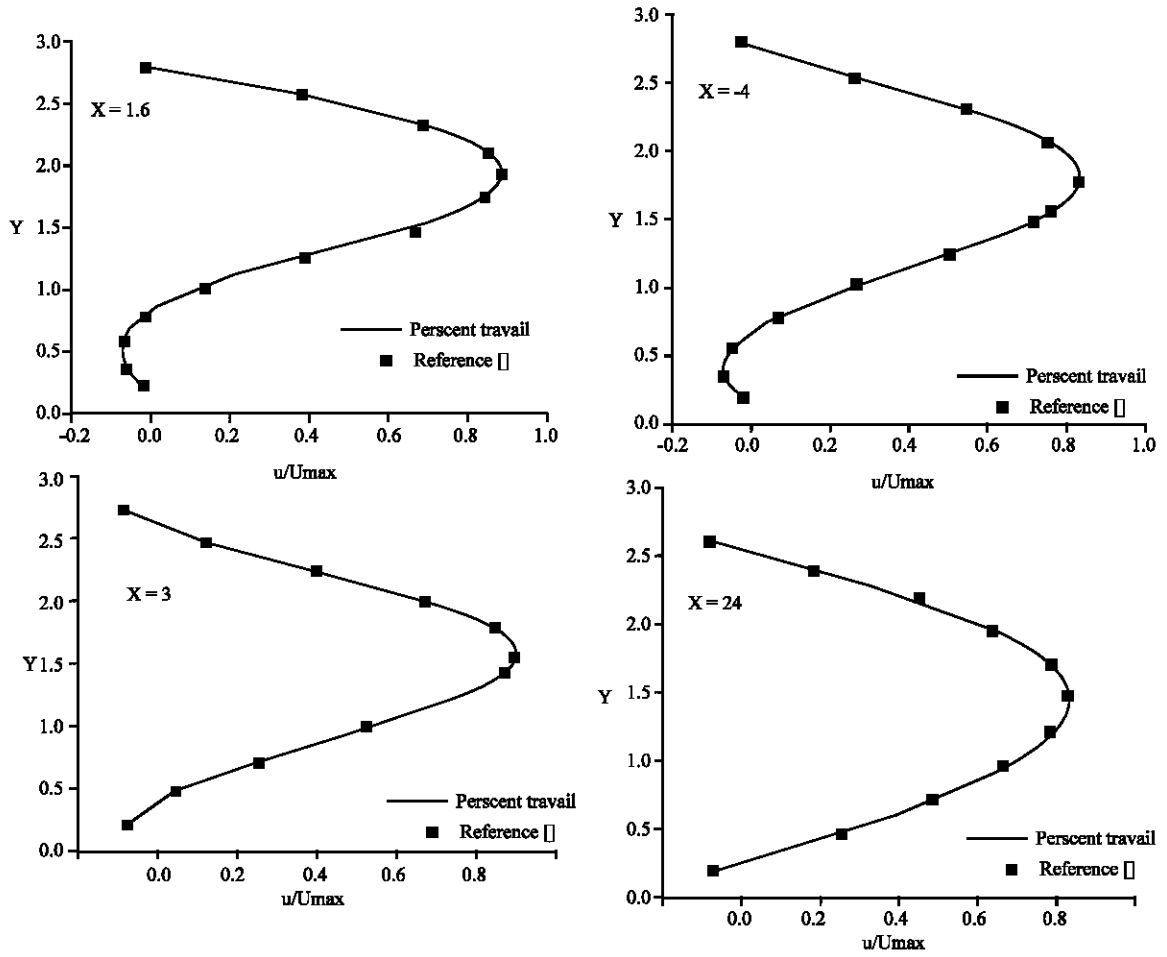 3.0
2.5
2.0
1.5
1.0
0.5
0.0
Y
X = 1.6
Perscent travail
Reference []
-0.2 0.0 0.2 0.4 0.6 0.8 1.0
u/Umax
3.0
2.5
2.0
1.5
1.0
0.5
0.0
Y
X = -4
Perscent travail
Reference []
-0.2 0.0 0.2 0.4 0.6 0.8 1.0
u/Umax
3.0
2.5
2.0
Y 1.5
1.0
0.5
0.0
X = 3
Perscent travail
Reference []
0.0 0.2 0.4 0.6 0.8
u/Umax
3.0
2.5
2.0
1.5
1.0
0.5
0.0
Y
X = 24
Perscent travail
Reference []
0.0 0.2 0.4 0.6 0.8
u/Umax